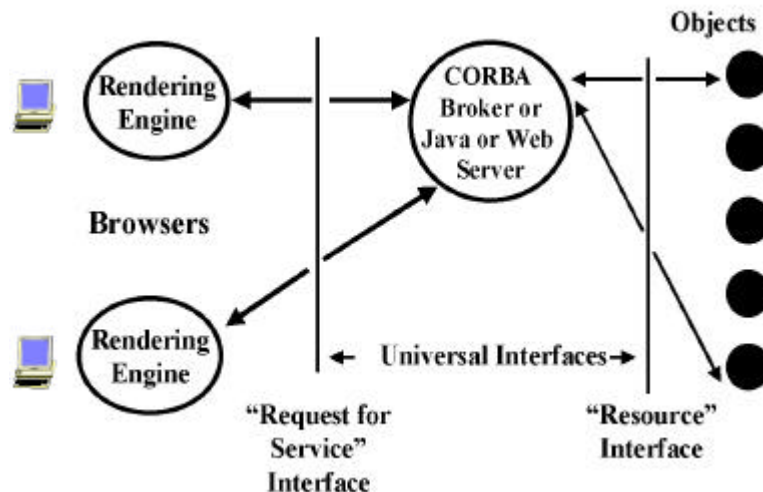 Objects
Rendering
Engine
CORBA
Broker or
Java or Web
Server
Browsers
Rendering
Engine
Universal Interfaces
“Request for
Service”
Interface
“Resource”
Interface